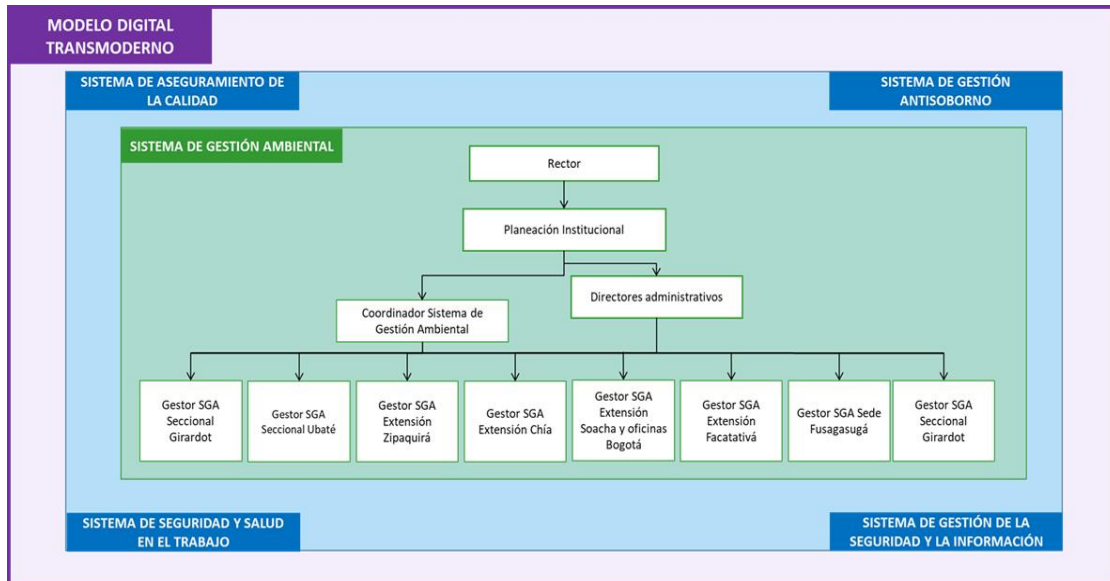 MODELO DIGITAL
TRANSMODERNO
SISTEMA DE ASEGURAMIENTO DE
LA CALIDAD
SISTEMA DE GESTIÓN
ANTISOBORNO
SISTEMA DE GESTIÓN AMBIENTAL
Rector
Planeación Institucional
Directores administrativos
Coordinador Sistema de
Gestión Ambiental
Gestor SGA
Seccional
Girardot
Gestor SGA
Seccional Ubaté
Gestor SGA
Extensión
Zipaquirá
Gestor SGA
Extensión Chía
Gestor SGA
Extensión
Soacha y oficinas
Bogotá
Gestor SGA
Extensión
Facatativá
Gestor SGA Sede
Fusagasugá
Gestor SGA
Seccional
Girardot
SISTEMA DE SEGURIDAD Y SALUD
EN EL TRABAJO
SISTEMA DE GESTIÓN DE LA
SEGURIDAD Y LA INFORMACIÓN